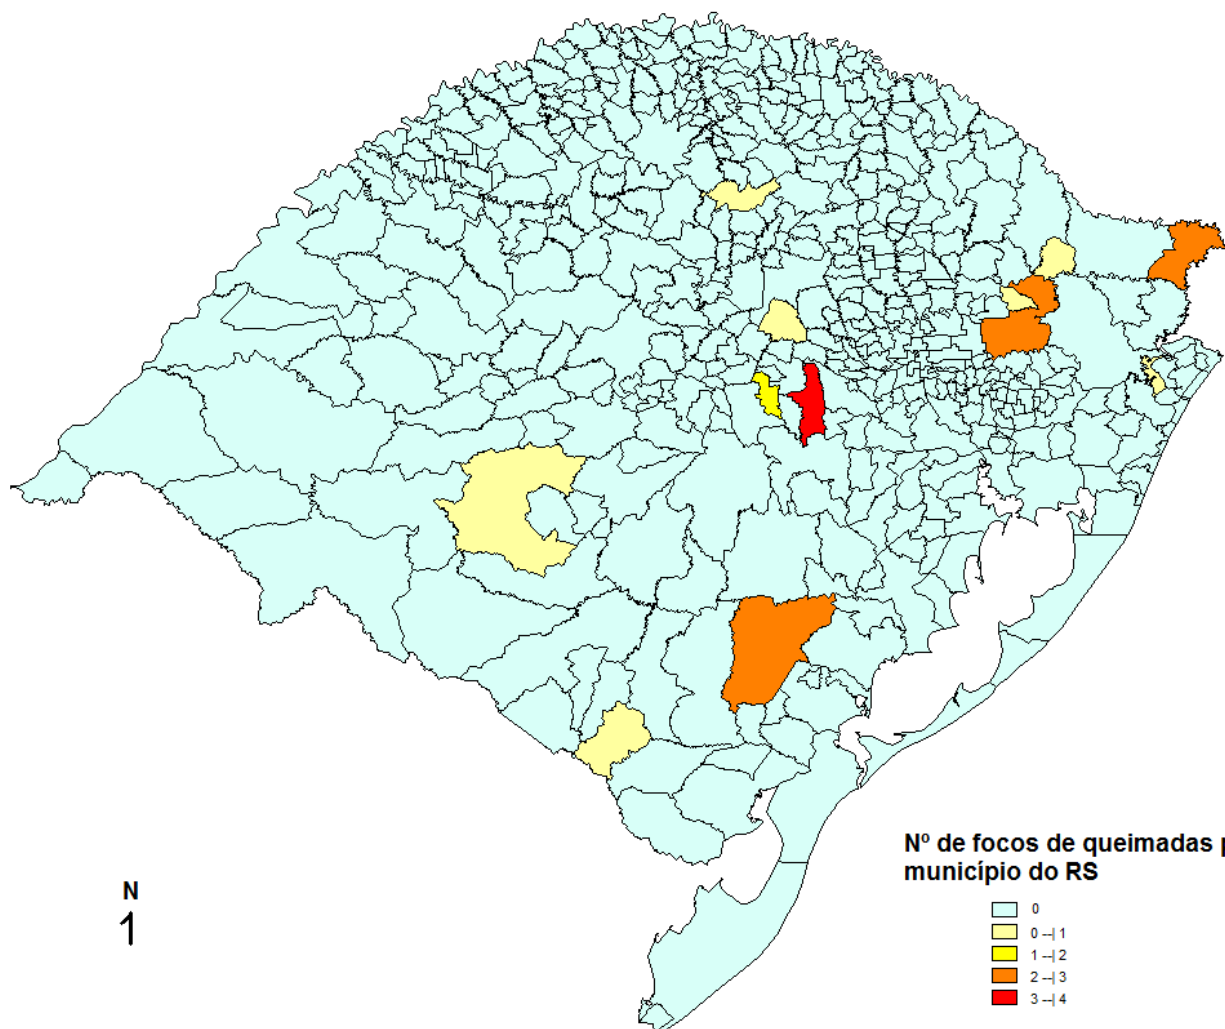 N
Nº de focos de queimadas p
município do RS
0
0 --| 1
1 --| 2
2 --| 3
3 --| 4